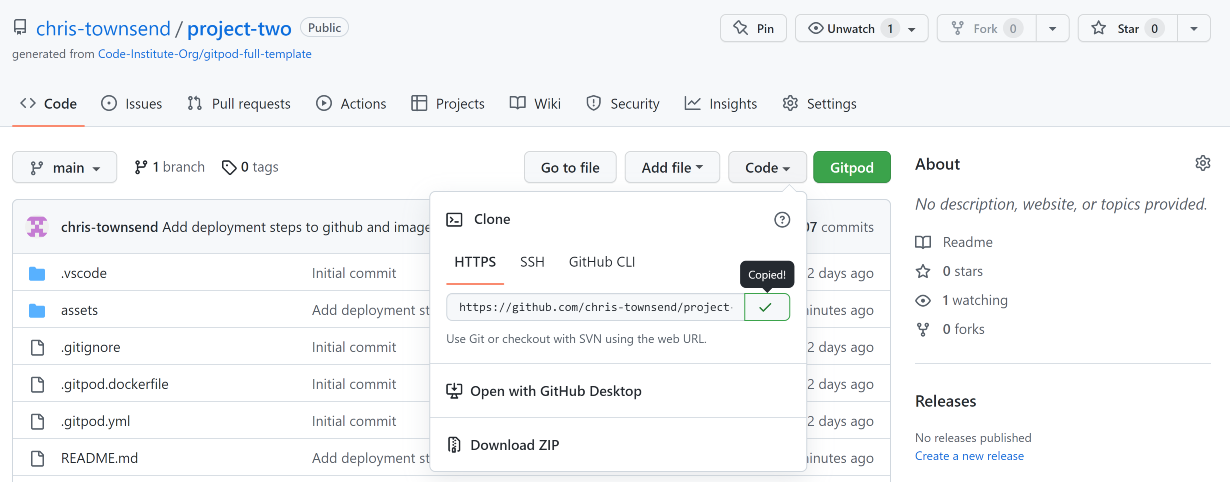 chris-townsend / project-two Public Pin Unwatch 1 Fork 0 Star 0
generated from Code-Institute-Org/gitpod-full-template
Code Issues Pull requests Actions Projects Wiki Security Insights Settings
main 1 branch 0 tags Go to file Add file Code Gitpod
About
No description, website, or topics provided.
Readme
0 stars
1 watching
0 forks
Releases
No releases published
Create a new release
chris-townsend Add deployment steps to github and image 07 commits
.vscode Initial commit 2 days ago
assets Add deployment st inutes ago
.gitignore Initial commit 2 days ago
.gitpod.dockerfile Initial commit 2 days ago
.gitpod.yml Initial commit 2 days ago
README.md Add deployment st inutes ago
Clone
HTTPS SSH GitHub CLI
Copied!
https://github.com/chris-townsend/project-
Use Git or checkout with SVN using the web URL.
Open with GitHub Desktop
Download ZIP